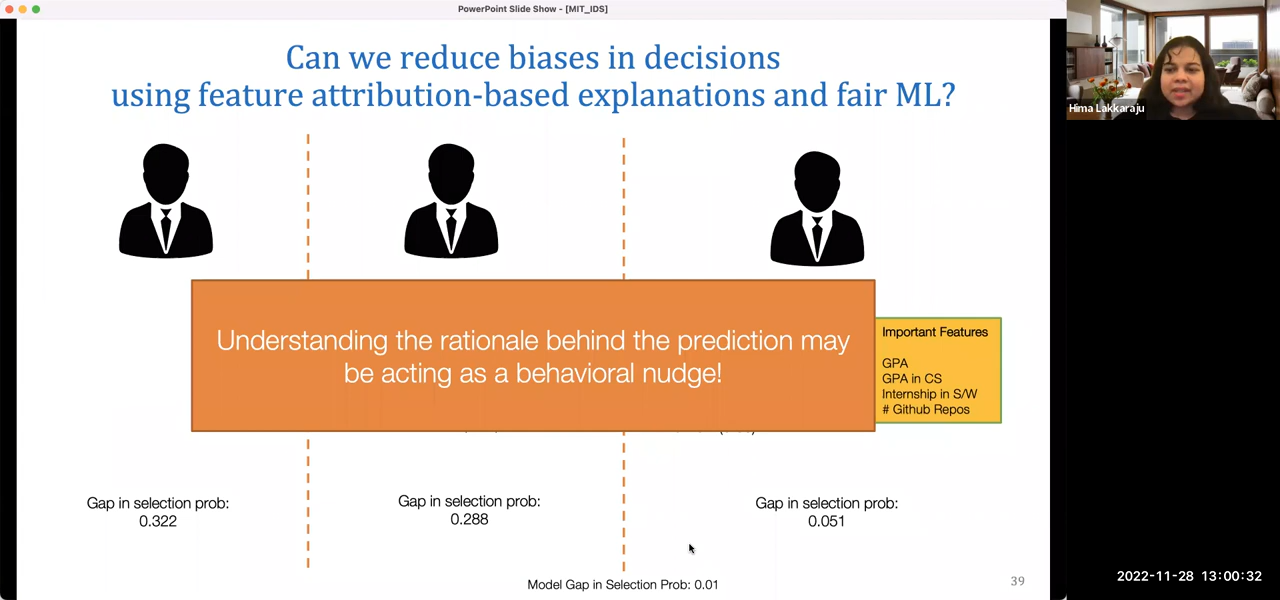 PowerPoint Slide Show - [MIT_IDS]
Can we reduce biases in decisions
using feature attribution-based explanations and fair ML?
Hima Lakkaraju
Understanding the rationale behind the prediction may
be acting as a behavioral nudge!
Important Features
GPA
GPA in CS
Internship in S/W
# Github Repos
Gap in selection prob:
0.322
Gap in selection prob:
0.288
Gap in selection prob:
0.051
Model Gap in Selection Prob: 0.01
39
2022-11-28 13:00:32